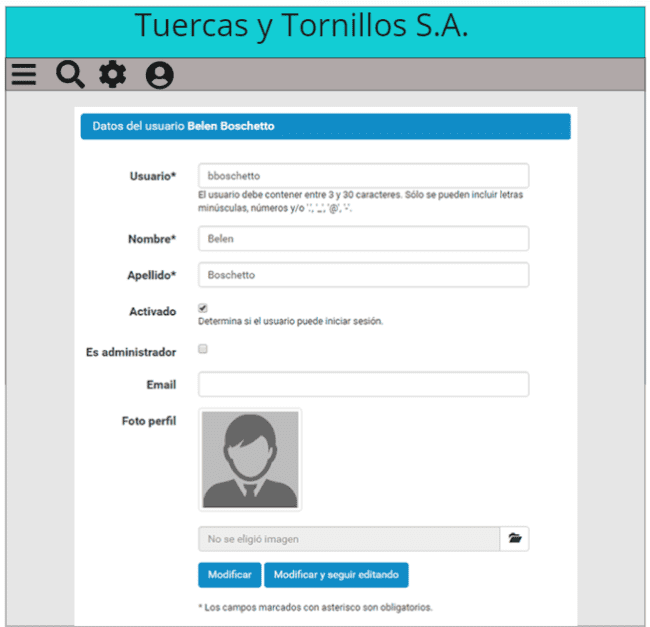 Tuercas y Tornillos S.A.
Datos del usuario Belen Boschetto
Usuario*
bboschetto
El usuario debe contener entre 3 y 30 caracteres. Sólo se pueden incluir letras
minúsculas, números y/o '.', '_', '@', '-'.
Nombre*
Belen
Apellido*
Boschetto
Activado
Determina si el usuario puede iniciar sesión.
Es administrador
Email
Foto perfil
No se eligió imagen
Modificar
Modificar y seguir editando
* Los campos marcados con asterisco son obligatorios.